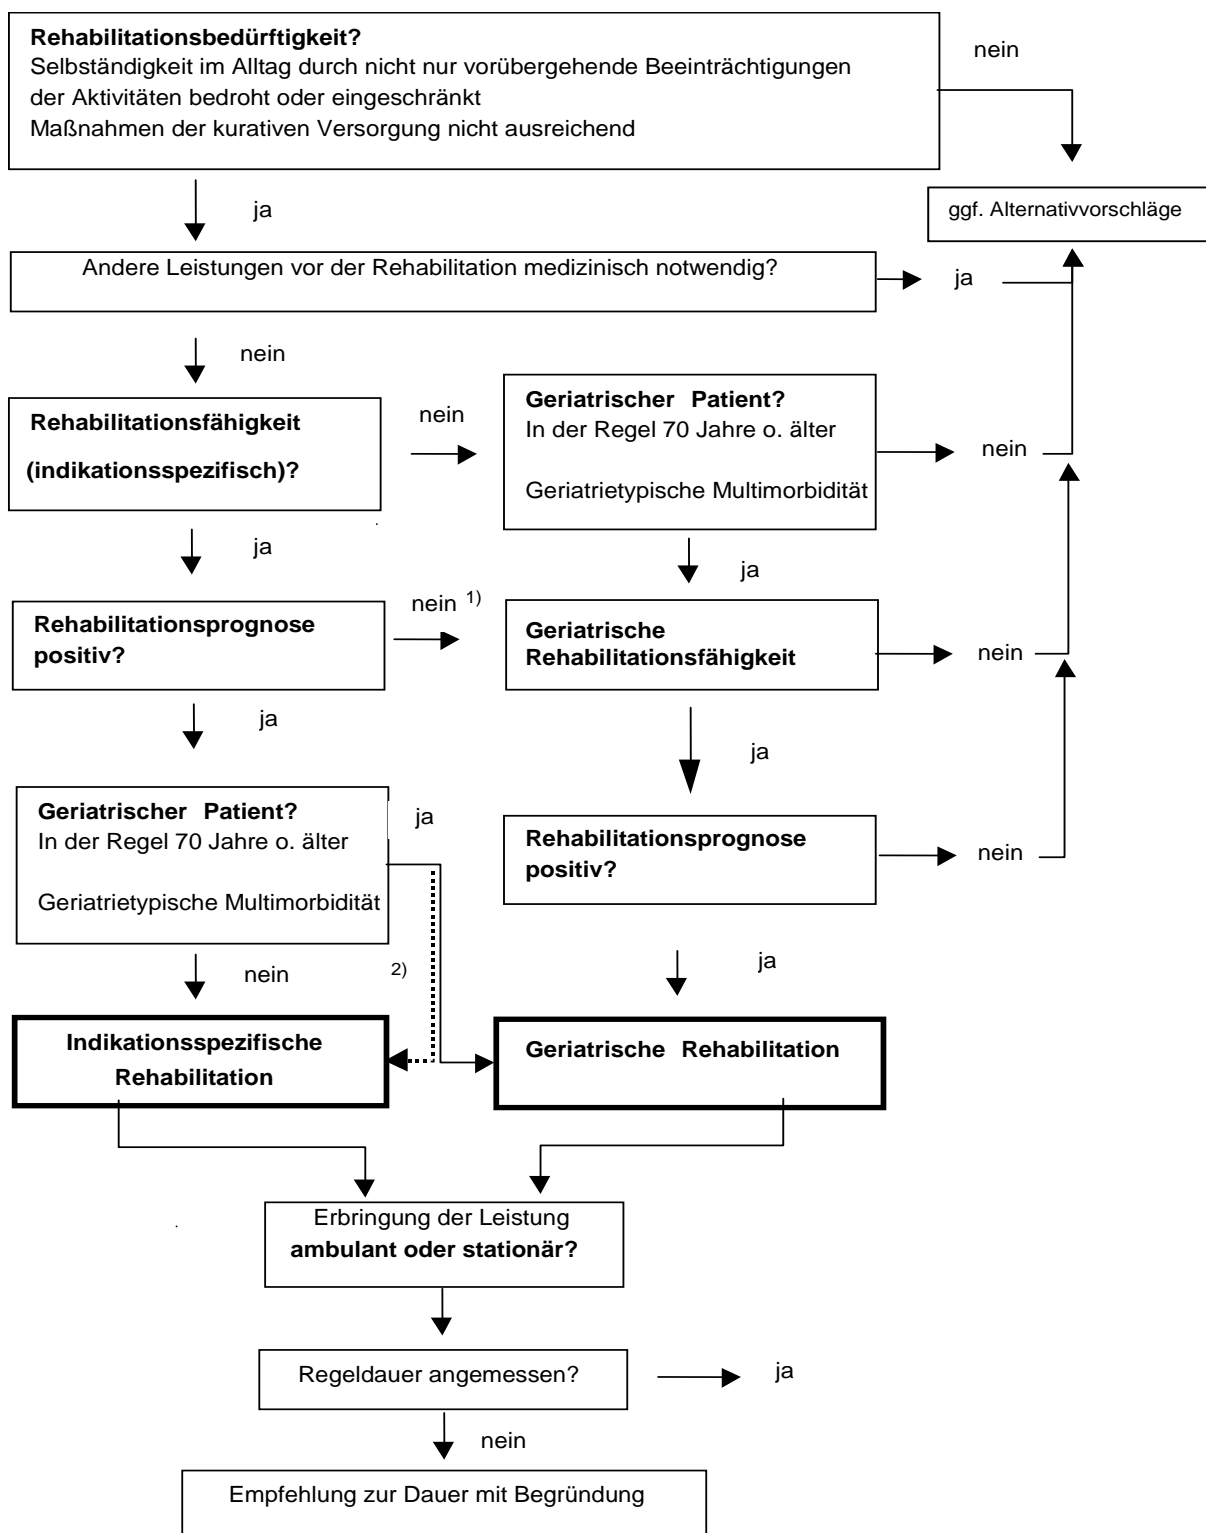 Rehabilitationsbedürftigkeit?
Selbständigkeit im Alltag durch nicht nur vorübergehende Beeinträchtigungen
der Aktivitäten bedroht oder eingeschränkt
Maßnahmen der kurativen Versorgung nicht ausreichend
nein
ja
ggf. Alternativvorschläge
Andere Leistungen vor der Rehabilitation medizinisch notwendig?
ja
nein
Rehabilitationsfähigkeit
(indikationsspezifisch)?
nein
Geriatrischer Patient?
In der Regel 70 Jahre o. älter
Geriatrietypische Multimorbidität
nein
ja
ja
Rehabilitationsprognose
positiv?
nein 1)
Geriatrische
Rehabilitationsfähigkeit
nein
ja
ja
Geriatrischer Patient?
In der Regel 70 Jahre o. älter
Geriatrietypische Multimorbidität
ja
Rehabilitationsprognose
positiv?
nein
nein
2)
ja
Indikationsspezifische
Rehabilitation
Geriatrische Rehabilitation
Erbringung der Leistung
ambulant oder stationär?
Regeldauer angemessen?
ja
nein
Empfehlung zur Dauer mit Begründung